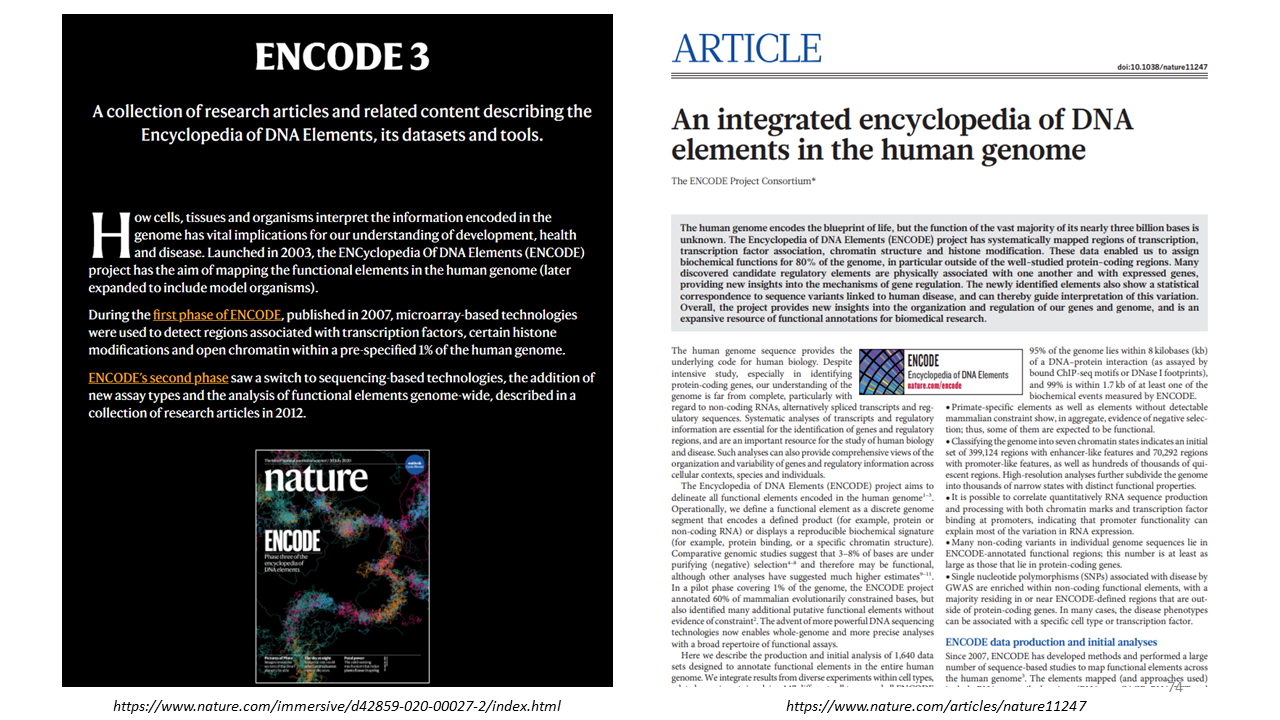 ENCODE 3
A collection of research articles and related content describing the
Encyclopedia of DNA Elements, its datasets and tools.
How cells, tissues and organisms interpret the information encoded in the
genome has vital implications for our understanding of development, health
and disease. Launched in 2003, the ENCyclopedia Of DNA Elements (ENCODE)
project has the aim of mapping the functional elements in the human genome (later
expanded to include model organisms).
During the first phase of ENCODE, published in 2007, microarray-based technologies
were used to detect regions associated with transcription factors, certain histone
modifications and open chromatin within a pre-specified 1% of the human genome.
ENCODE's second phase saw a switch to sequencing-based technologies, the addition of
new assay types and the analysis of functional elements genome-wide, described in a
collection of research articles in 2012.
nature
ENCODE
Phase three of the
encyclopedia of
DNA elements
https://www.nature.com/immersive/d42859-020-00027-2/index.html
ARTICLE
doi:10.1038/nature11247
An integrated encyclopedia of DNA
elements in the human genome
The ENCODE Project Consortium*
The human genome encodes the blueprint of life, but the function of the vast majority of its nearly three billion bases is
unknown. The Encyclopedia of DNA Elements (ENCODE) project has systematically mapped regions of transcription,
transcription factor association, chromatin structure and histone modification. These data enabled us to assign
biochemical functions for 80% of the genome, in particular outside of the well-studied protein-coding regions. Many
discovered candidate regulatory elements are physically associated with one another and with expressed genes,
providing new insights into the mechanisms of gene regulation. The newly identified elements also show a statistical
correspondence to sequence variants linked to human disease, and can thereby guide interpretation of this variation.
Overall, the project provides new insights into the organization and regulation of our genes and genome, and is an
expansive resource of functional annotations for biomedical research.
The human genome sequence provides the
underlying code for human biology. Despite
intensive study, especially in identifying
protein-coding genes, our understanding of the
genome is far from complete, particularly with
regard to non-coding RNAs, alternatively spliced transcripts and reg-
ulatory sequences. Systematic analyses of transcripts and regulatory
information are essential for the identification of genes and regulatory
regions, and are an important resource for the study of human biology
and disease. Such analyses can also provide comprehensive views of the
organization and variability of genes and regulatory information across
cellular contexts, species and individuals.
The Encyclopedia of DNA Elements (ENCODE) project aims to
delineate all functional elements encoded in the human genome¹⁻³.
Operationally, we define a functional element as a discrete genome
segment that encodes a defined product (for example, protein or
non-coding RNA) or displays a reproducible biochemical signature
(for example, protein binding, or a specific chromatin structure).
Comparative genomic studies suggest that 3–8% of bases are under
purifying (negative) selection⁴⁻⁸ and therefore may be functional,
although other analyses have suggested much higher estimates⁹⁻¹¹.
In a pilot phase covering 1% of the genome, the ENCODE project
annotated 60% of mammalian evolutionarily constrained bases, but
also identified many additional putative functional elements without
evidence of constraint². The advent of more powerful DNA sequencing
technologies now enables whole-genome and more precise analyses
with a broad repertoire of functional assays.
Here we describe the production and initial analysis of 1,640 data
sets designed to annotate functional elements in the entire human
genome. We integrate results from diverse experiments within cell types,
ENCODE
Encyclopedia of DNA Elements
nature.com/encode
95% of the genome lies within 8 kilobases (kb)
of a DNA–protein interaction (as assayed by
bound ChIP-seq motifs or DNase I footprints),
and 99% is within 1.7 kb of at least one of the
biochemical events measured by ENCODE.
• Primate-specific elements as well as elements without detectable
mammalian constraint show, in aggregate, evidence of negative selec-
tion; thus, some of them are expected to be functional.
• Classifying the genome into seven chromatin states indicates an initial
set of 399,124 regions with enhancer-like features and 70,292 regions
with promoter-like features, as well as hundreds of thousands of qui-
escent regions. High-resolution analyses further subdivide the genome
into thousands of narrow states with distinct functional properties.
• It is possible to correlate quantitatively RNA sequence production
and processing with both chromatin marks and transcription factor
binding at promoters, indicating that promoter functionality can
explain most of the variation in RNA expression.
• Many non-coding variants in individual genome sequences lie in
ENCODE-annotated functional regions; this number is at least as
large as those that lie in protein-coding genes.
• Single nucleotide polymorphisms (SNPs) associated with disease by
GWAS are enriched within non-coding functional elements, with a
majority residing in or near ENCODE-defined regions that are out-
side of protein-coding genes. In many cases, the disease phenotypes
can be associated with a specific cell type or transcription factor.
ENCODE data production and initial analyses
Since 2007, ENCODE has developed methods and performed a large
number of sequence-based studies to map functional elements across
the human genome³. The elements mapped (and approaches used)
74
https://www.nature.com/articles/nature11247